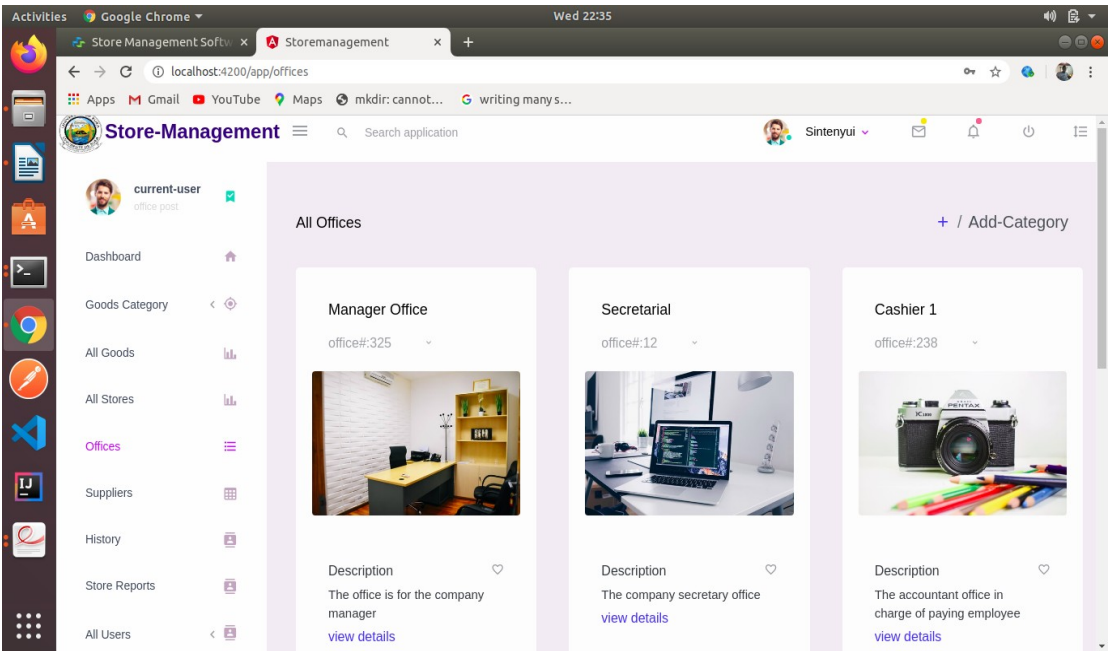 Activities Google Chrome Wed 22:35
Store Management Softw Storemanagement
localhost:4200/app/offices
Apps Gmail YouTube Maps mkdir: cannot... writing many s...
Store-Management Search application Sintenyui
current-user
office post
All Offices + / Add-Category
Dashboard
Goods Category
All Goods
All Stores
Offices
Suppliers
History
Store Reports
All Users
Manager Office
office#:325
Description
The office is for the company
manager
view details
Secretarial
office#:12
Description
The company secretary office
view details
Cashier 1
office#:238
PENTAX
Description
The accountant office in
charge of paying employee
view details